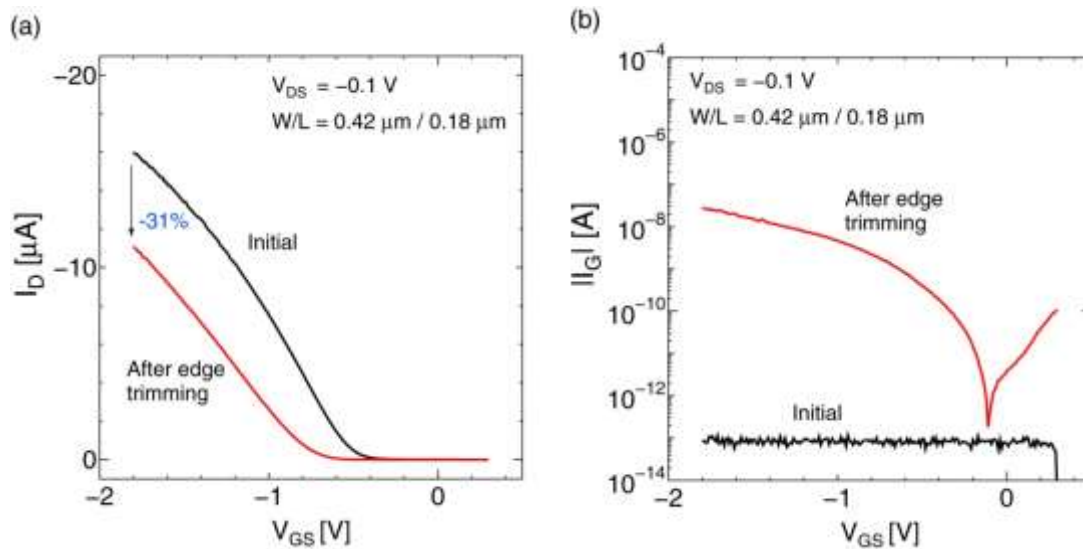 (a)
−20
−10
0
I_D [μA]
V_DS = −0.1 V
W/L = 0.42 μm / 0.18 μm
-31%
Initial
After edge
trimming
−2
−1
0
V_GS [V]
(b)
10^−4
10^−6
10^−8
10^−10
10^−12
10^−14
||I_G| [A]
V_DS = −0.1 V
W/L = 0.42 μm / 0.18 μm
After edge
trimming
Initial
−2
−1
0
V_GS [V]